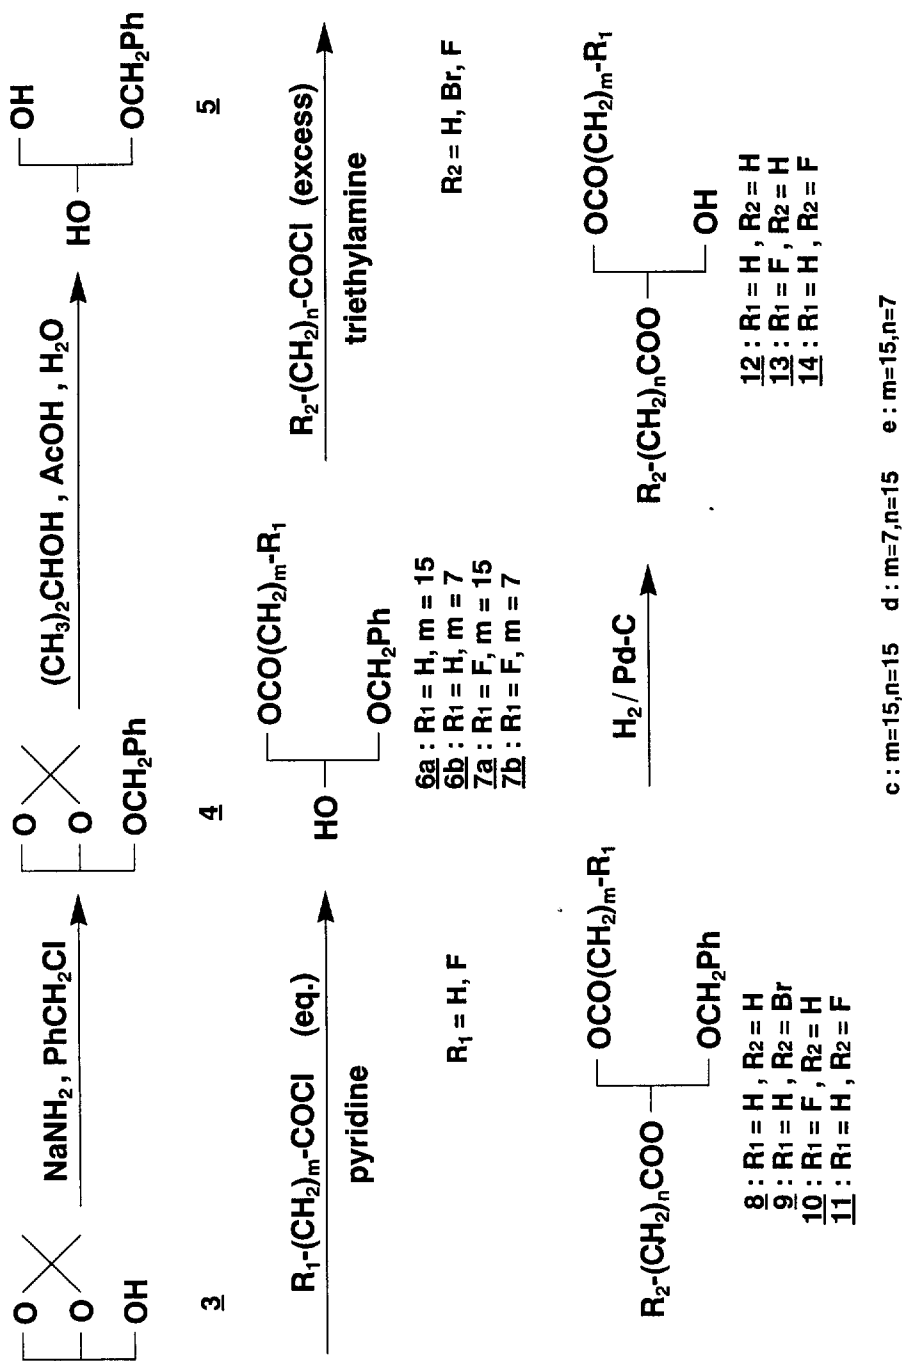 O
O
OH
3
NaNH2, PhCH2Cl
O
O
OCH2Ph
4
(CH3)2CHOH , AcOH , H2O
OH
HO
OCH2Ph
5
R1-(CH2)m-COCl (eq.)
pyridine
R1 = H, F
OCO(CH2)m-R1
HO
OCH2Ph
6a : R1 = H, m = 15
6b : R1 = H, m = 7
7a : R1 = F, m = 15
7b : R1 = F, m = 7
R2-(CH2)n-COCl (excess)
triethylamine
R2 = H, Br, F
OCO(CH2)m-R1
R2-(CH2)nCOO
OCH2Ph
8 : R1 = H , R2 = H
9 : R1 = H , R2 = Br
10 : R1 = F , R2 = H
11 : R1 = H , R2 = F
H2 / Pd-C
OCO(CH2)m-R1
R2-(CH2)nCOO
OH
12 : R1 = H , R2 = H
13 : R1 = F , R2 = H
14 : R1 = H , R2 = F
c : m=15,n=15 d : m=7,n=15 e : m=15,n=7